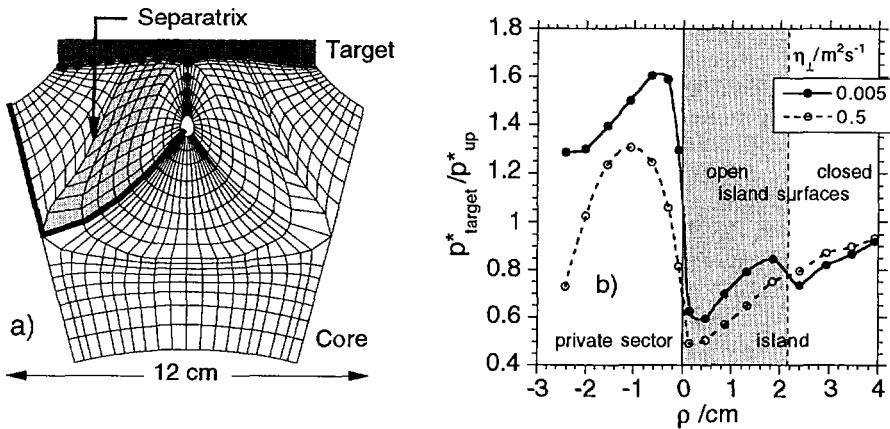 Separatrix
Target
a)
Core
12 cm
p*target/p*up
1.8
1.6
1.4
1.2
1
0.8
0.6
0.4
η⊥/m²s⁻¹
0.005
0.5
open
closed
island surfaces
b)
private sector
island
-3
-2
-1
0
1
2
3
4
ρ /cm